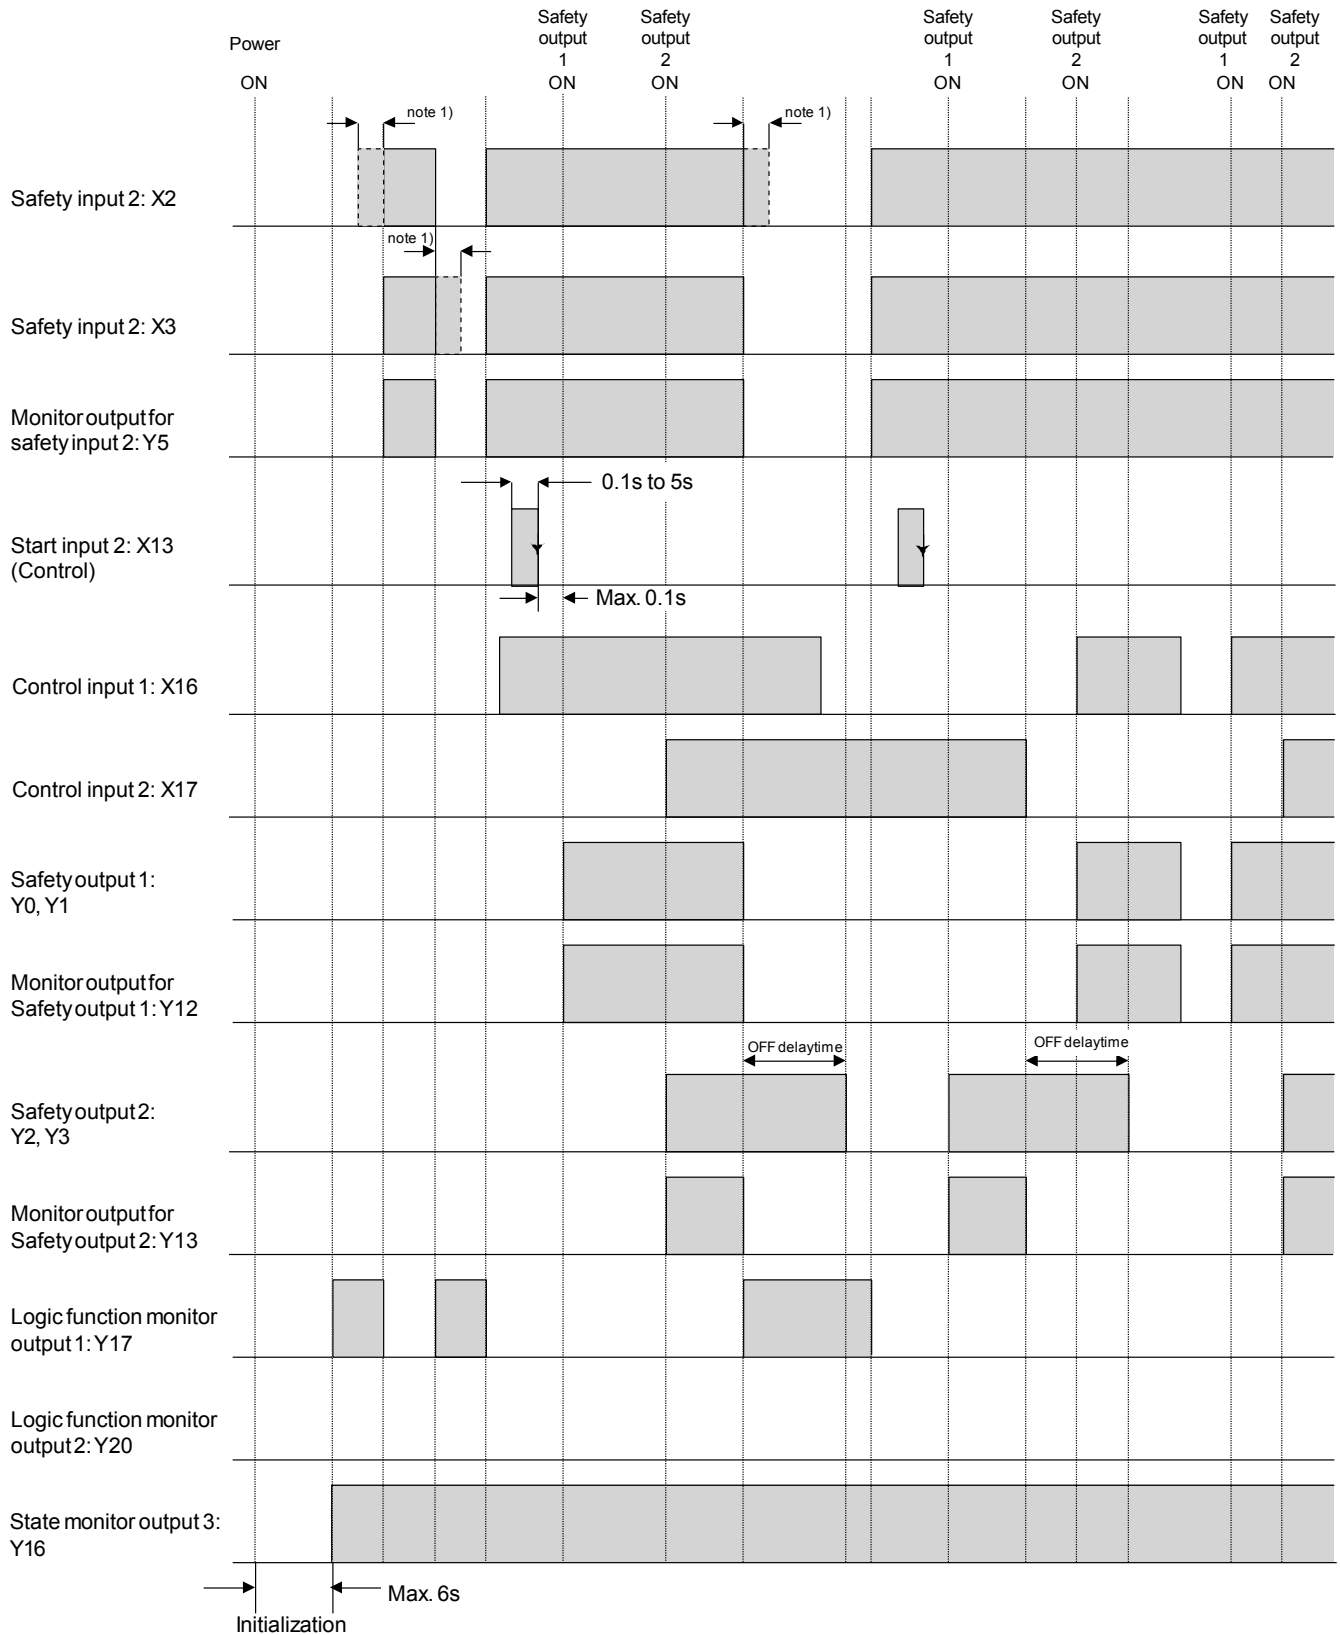 Power
ON
Safety
output
1
ON
Safety
output
2
ON
Safety
output
1
ON
Safety
output
2
ON
Safety
output
1
ON
Safety
output
2
ON
note 1)
note 1)
Safety input 2: X2
note 1)
Safety input 2: X3
Monitor output for
safety input 2: Y5
0.1s to 5s
Start input 2: X13
(Control)
Max. 0.1s
Control input 1: X16
Control input 2: X17
Safety output 1:
Y0, Y1
Monitor output for
Safety output 1: Y12
OFF delaytime
OFF delaytime
Safety output 2:
Y2, Y3
Monitor output for
Safety output 2: Y13
Logic function monitor
output 1: Y17
Logic function monitor
output 2: Y20
State monitor output 3:
Y16
Max. 6s
Initialization